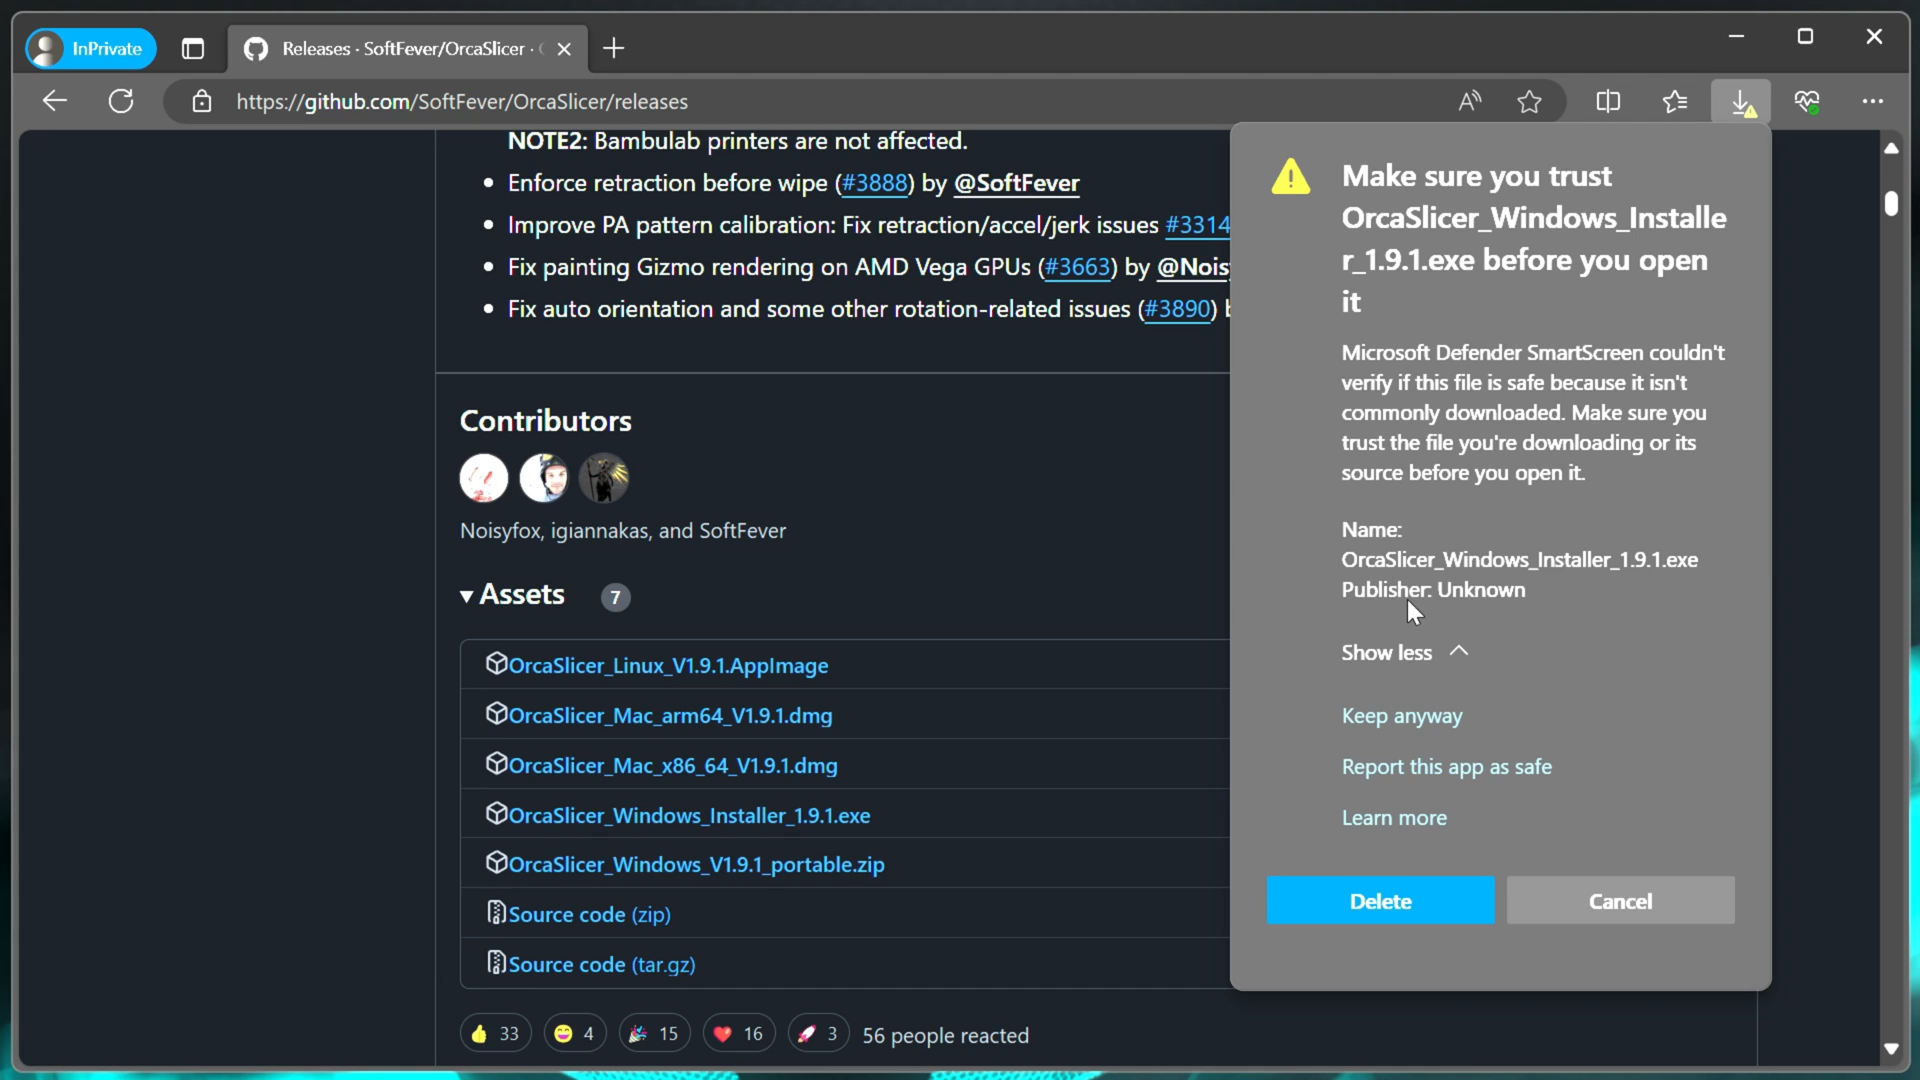 InPrivate
Releases · SoftFever/OrcaSlicer ·
https://github.com/SoftFever/OrcaSlicer/releases
NOTE2: Bambulab printers are not affected.
Enforce retraction before wipe (#3888) by @SoftFever
Improve PA pattern calibration: Fix retraction/accel/jerk issues #3314
Fix painting Gizmo rendering on AMD Vega GPUs (#3663) by @Nois
Fix auto orientation and some other rotation-related issues (#3890)
Contributors
Noisyfox, igiannakas, and SoftFever
Assets 7
OrcaSlicer_Linux_V1.9.1.AppImage
OrcaSlicer_Mac_arm64_V1.9.1.dmg
OrcaSlicer_Mac_x86_64_V1.9.1.dmg
OrcaSlicer_Windows_Installer_1.9.1.exe
OrcaSlicer_Windows_V1.9.1_portable.zip
Source code (zip)
Source code (tar.gz)
33 4 15 16 3 56 people reacted
Make sure you trust
OrcaSlicer_Windows_Installe
r_1.9.1.exe before you open
it
Microsoft Defender SmartScreen couldn't
verify if this file is safe because it isn't
commonly downloaded. Make sure you
trust the file you're downloading or its
source before you open it.
Name:
OrcaSlicer_Windows_Installer_1.9.1.exe
Publisher: Unknown
Show less
Keep anyway
Report this app as safe
Learn more
Delete Cancel